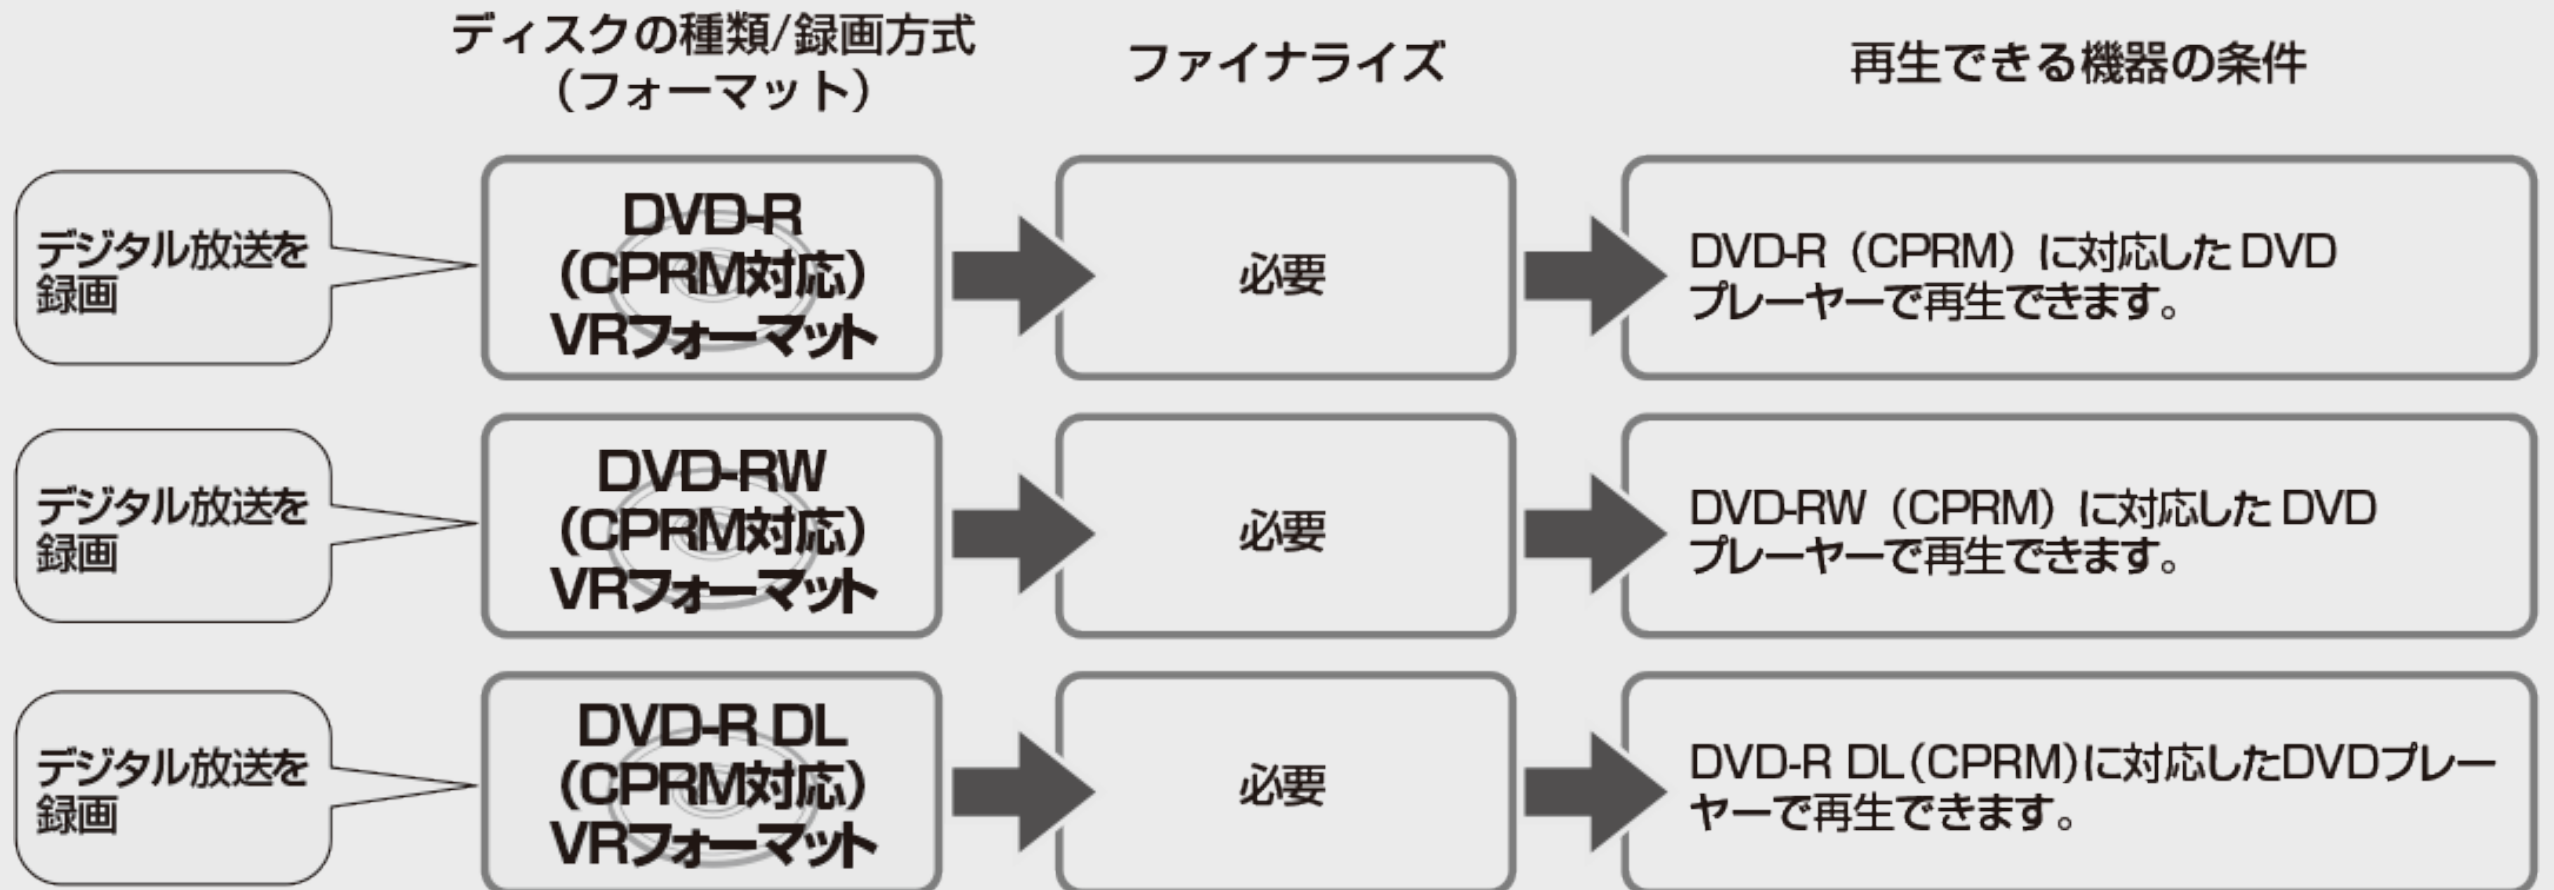 ディスクの種類/録画方式
（フォーマット）
ファイナライズ
再生できる機器の条件
デジタル放送を
録画
DVD-R
（CPRM対応）
VRフォーマット
必要
DVD-R（CPRM）に対応したDVD
プレーヤーで再生できます。
デジタル放送を
録画
DVD-RW
（CPRM対応）
VRフォーマット
必要
DVD-RW（CPRM）に対応したDVD
プレーヤーで再生できます。
デジタル放送を
録画
DVD-R DL
（CPRM対応）
VRフォーマット
必要
DVD-R DL(CPRM)に対応したDVDプレー
ヤーで再生できます。